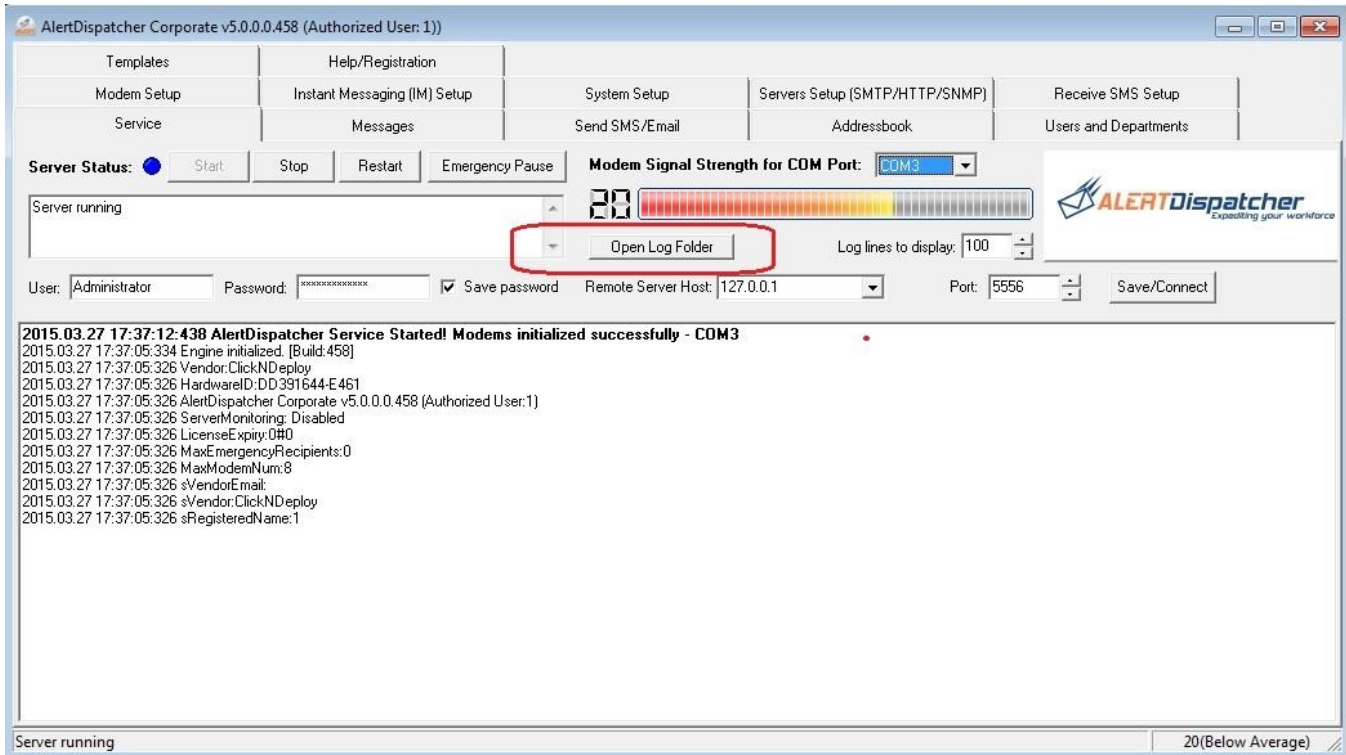 AlertDispatcher Corporate v5.0.0.0.458 (Authorized User: 1))
Templates Help/Registration
Modem Setup Instant Messaging (IM) Setup System Setup Servers Setup (SMTP/HTTP/SNMP) Receive SMS Setup
Service Messages Send SMS/Email Addressbook Users and Departments
Server Status: Start Stop Restart Emergency Pause Modem Signal Strength for COM Port: COM3
Server running
20
ALERTDispatcher
Expediting your workforce
Open Log Folder Log lines to display: 100
User: Administrator Password: ************* Save password Remote Server Host: 127.0.0.1 Port: 5556 Save/Connect
2015.03.27 17:37:12:438 AlertDispatcher Service Started! Modems initialized successfully - COM3
2015.03.27 17:37:05:334 Engine initialized. [Build:458]
2015.03.27 17:37:05:326 Vendor:ClickNDeploy
2015.03.27 17:37:05:326 HardwareID:DD391644-E461
2015.03.27 17:37:05:326 AlertDispatcher Corporate v5.0.0.0.458 (Authorized User:1)
2015.03.27 17:37:05:326 ServerMonitoring: Disabled
2015.03.27 17:37:05:326 LicenseExpiry:0#0
2015.03.27 17:37:05:326 MaxEmergencyRecipients:0
2015.03.27 17:37:05:326 MaxModemNum:8
2015.03.27 17:37:05:326 sVendorEmail:
2015.03.27 17:37:05:326 sVendor:ClickNDeploy
2015.03.27 17:37:05:326 sRegisteredName:1
Server running 20(Below Average)